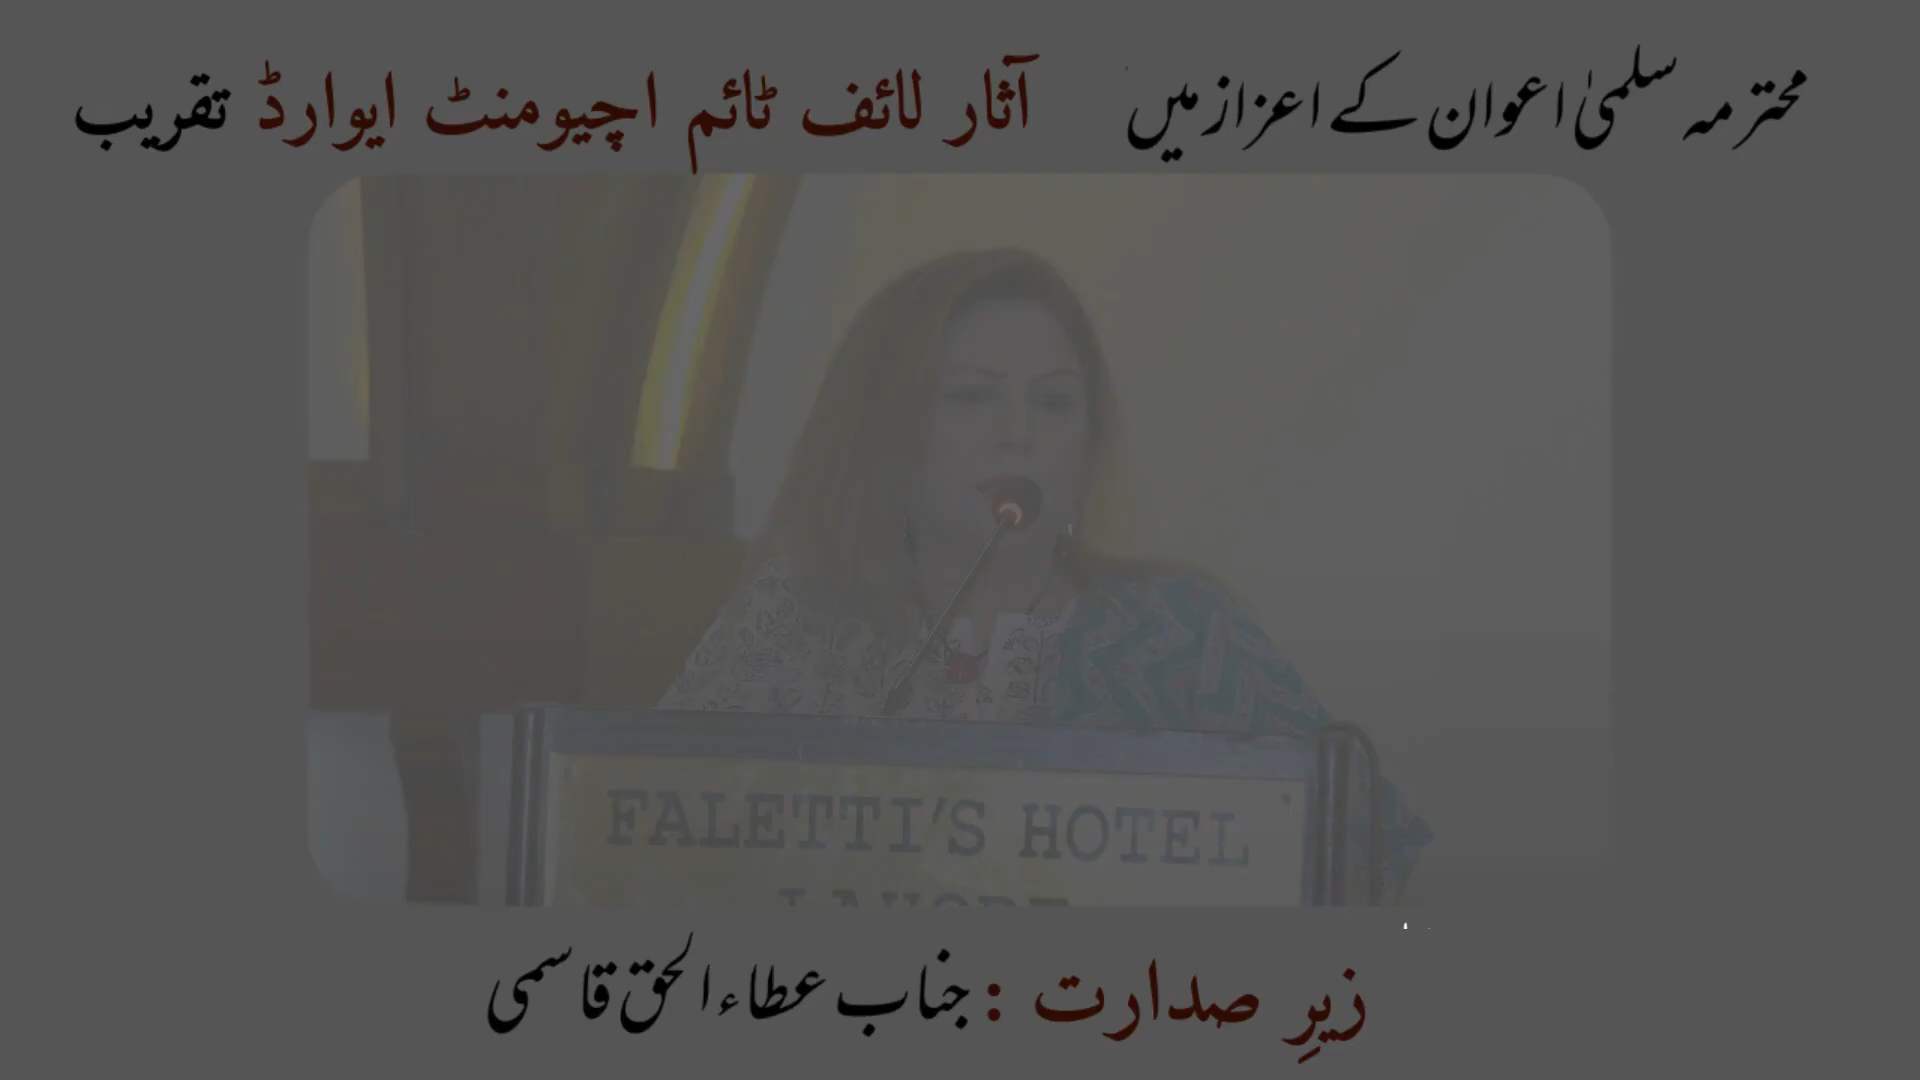 محترمہ سلمیٰ اعوان کے اعزاز میں آثار لائف ٹائم اچیومنٹ ایوارڈ تقریب
FALETTI'S HOTEL
LAHORE
زیرِ صدارت : جناب عطاء الحق قاسمی